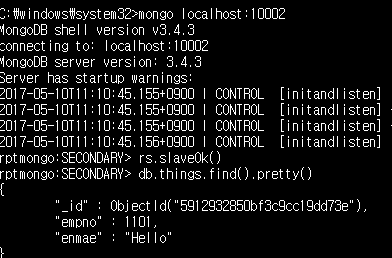 C:₩windows₩system32>mongo localhost:10002
MongoDB shell version v3.4.3
connecting to: localhost:10002
MongoDB server version: 3.4.3
Server has startup warnings:
2017-05-10T11:10:45.155+0900 I CONTROL  [initandlisten]
2017-05-10T11:10:45.155+0900 I CONTROL  [initandlisten]
2017-05-10T11:10:45.156+0900 I CONTROL  [initandlisten]
2017-05-10T11:10:45.156+0900 I CONTROL  [initandlisten]
rptmongo:SECONDARY> rs.slaveOk()
rptmongo:SECONDARY> db.things.find().pretty()
{
"_id" : ObjectId("5912932850bf3c9cc19dd73e"),
"empno" : 1101,
"enmae" : "Hello"
}